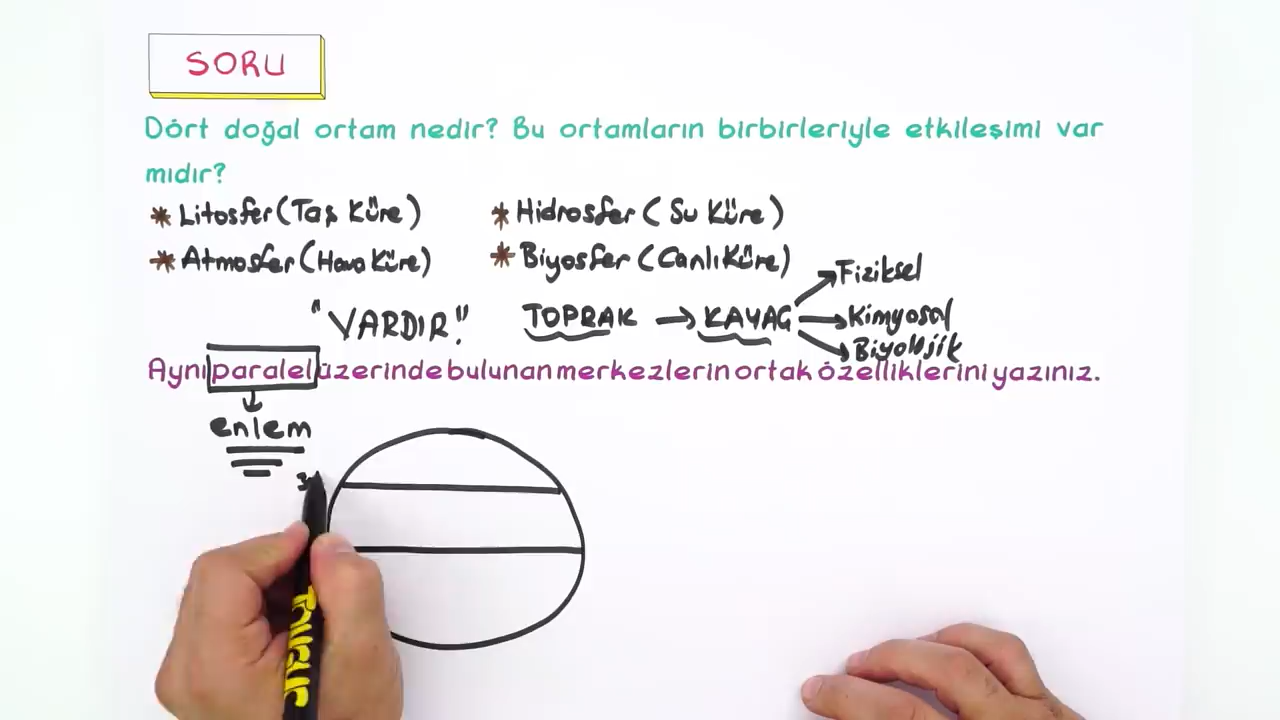 SORU
Dört doğal ortam nedir? Bu ortamların birbirleriyle etkileşimi var
mıdır?
* Litosfer (Taş Küre) * Hidrosfer (Su Küre)
* Atmosfer (Hava Küre) * Biyosfer (Canlı Küre)
Fiziksel
"VARDIR." TOPRAK → KAYAÇ → Kimyasal
Biyolojik
Aynı paralel üzerinde bulunan merkezlerin ortak özelliklerini yazınız.
enlem